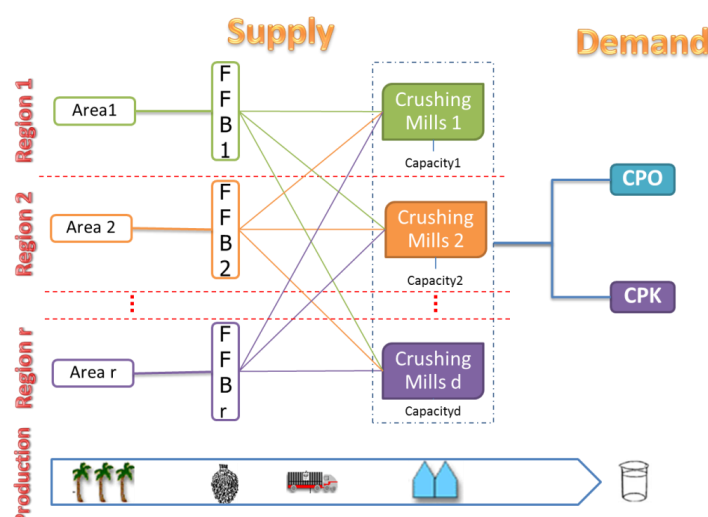 Supply
Demand
Region 1
Area1
F
F
B
1
Crushing
Mills 1
Capacity1
CPO
Region 2
Area 2
F
F
B
2
Crushing
Mills 2
Capacity2
CPK
Region r
Area r
F
F
B
r
Crushing
Mills d
Capacityd
Production